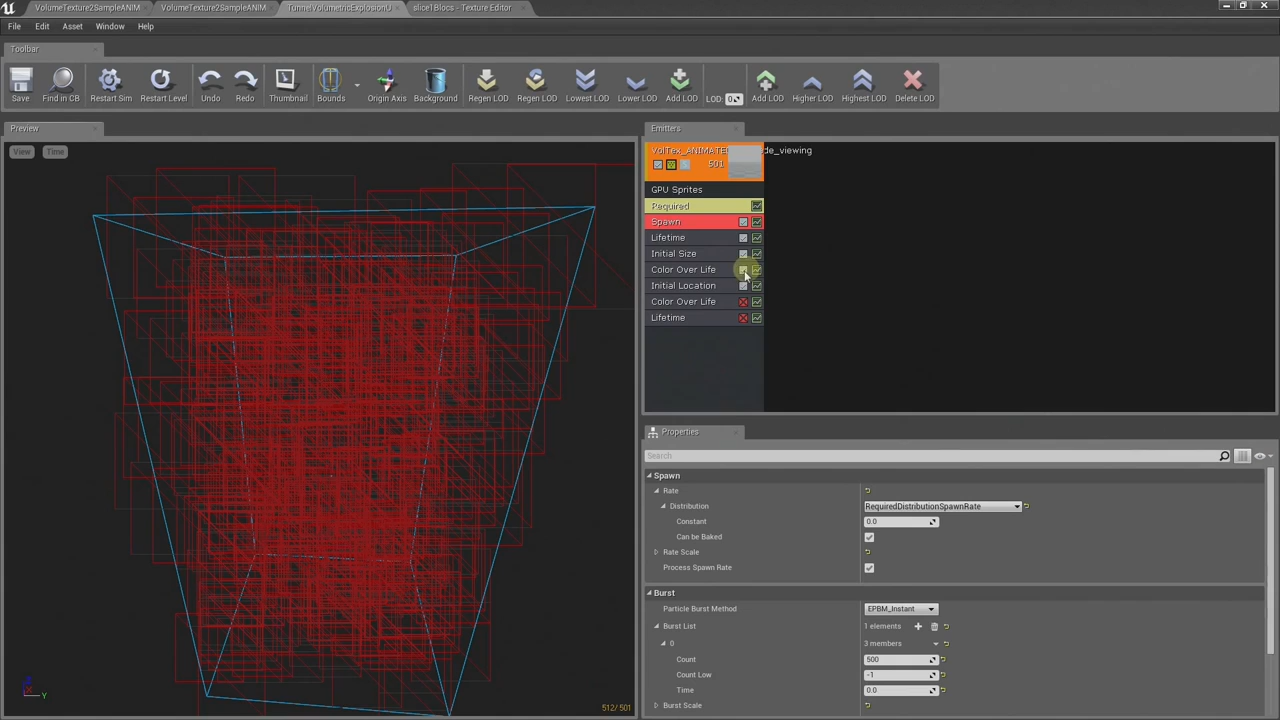 VolumeTexture2SampleANIM
VolumeTexture2SampleANIM
TunnelVolumetricExplosionU
slice1Blocs - Texture Editor
File Edit Asset Window Help
Toolbar
Save Find in CB Restart Sim Restart Level Undo Redo Thumbnail Bounds Origin Axis Background Regen LOD Regen LOD Lowest LOD Lower LOD Add LOD LOD: 0 Add LOD Higher LOD Highest LOD Delete LOD
Preview
View Time
512/ 501
Z
Y
Emitters
VolTex_ANIMATE de_viewing
501
GPU Sprites
Required
Spawn
Lifetime
Initial Size
Color Over Life
Initial Location
Color Over Life
Lifetime
Properties
Search
Spawn
Rate
Distribution RequiredDistributionSpawnRate
Constant 0.0
Can be Baked
Rate Scale
Process Spawn Rate
Burst
Particle Burst Method EPBM_Instant
Burst List 1 elements
0 3 members
Count 500
Count Low -1
Time 0.0
Burst Scale